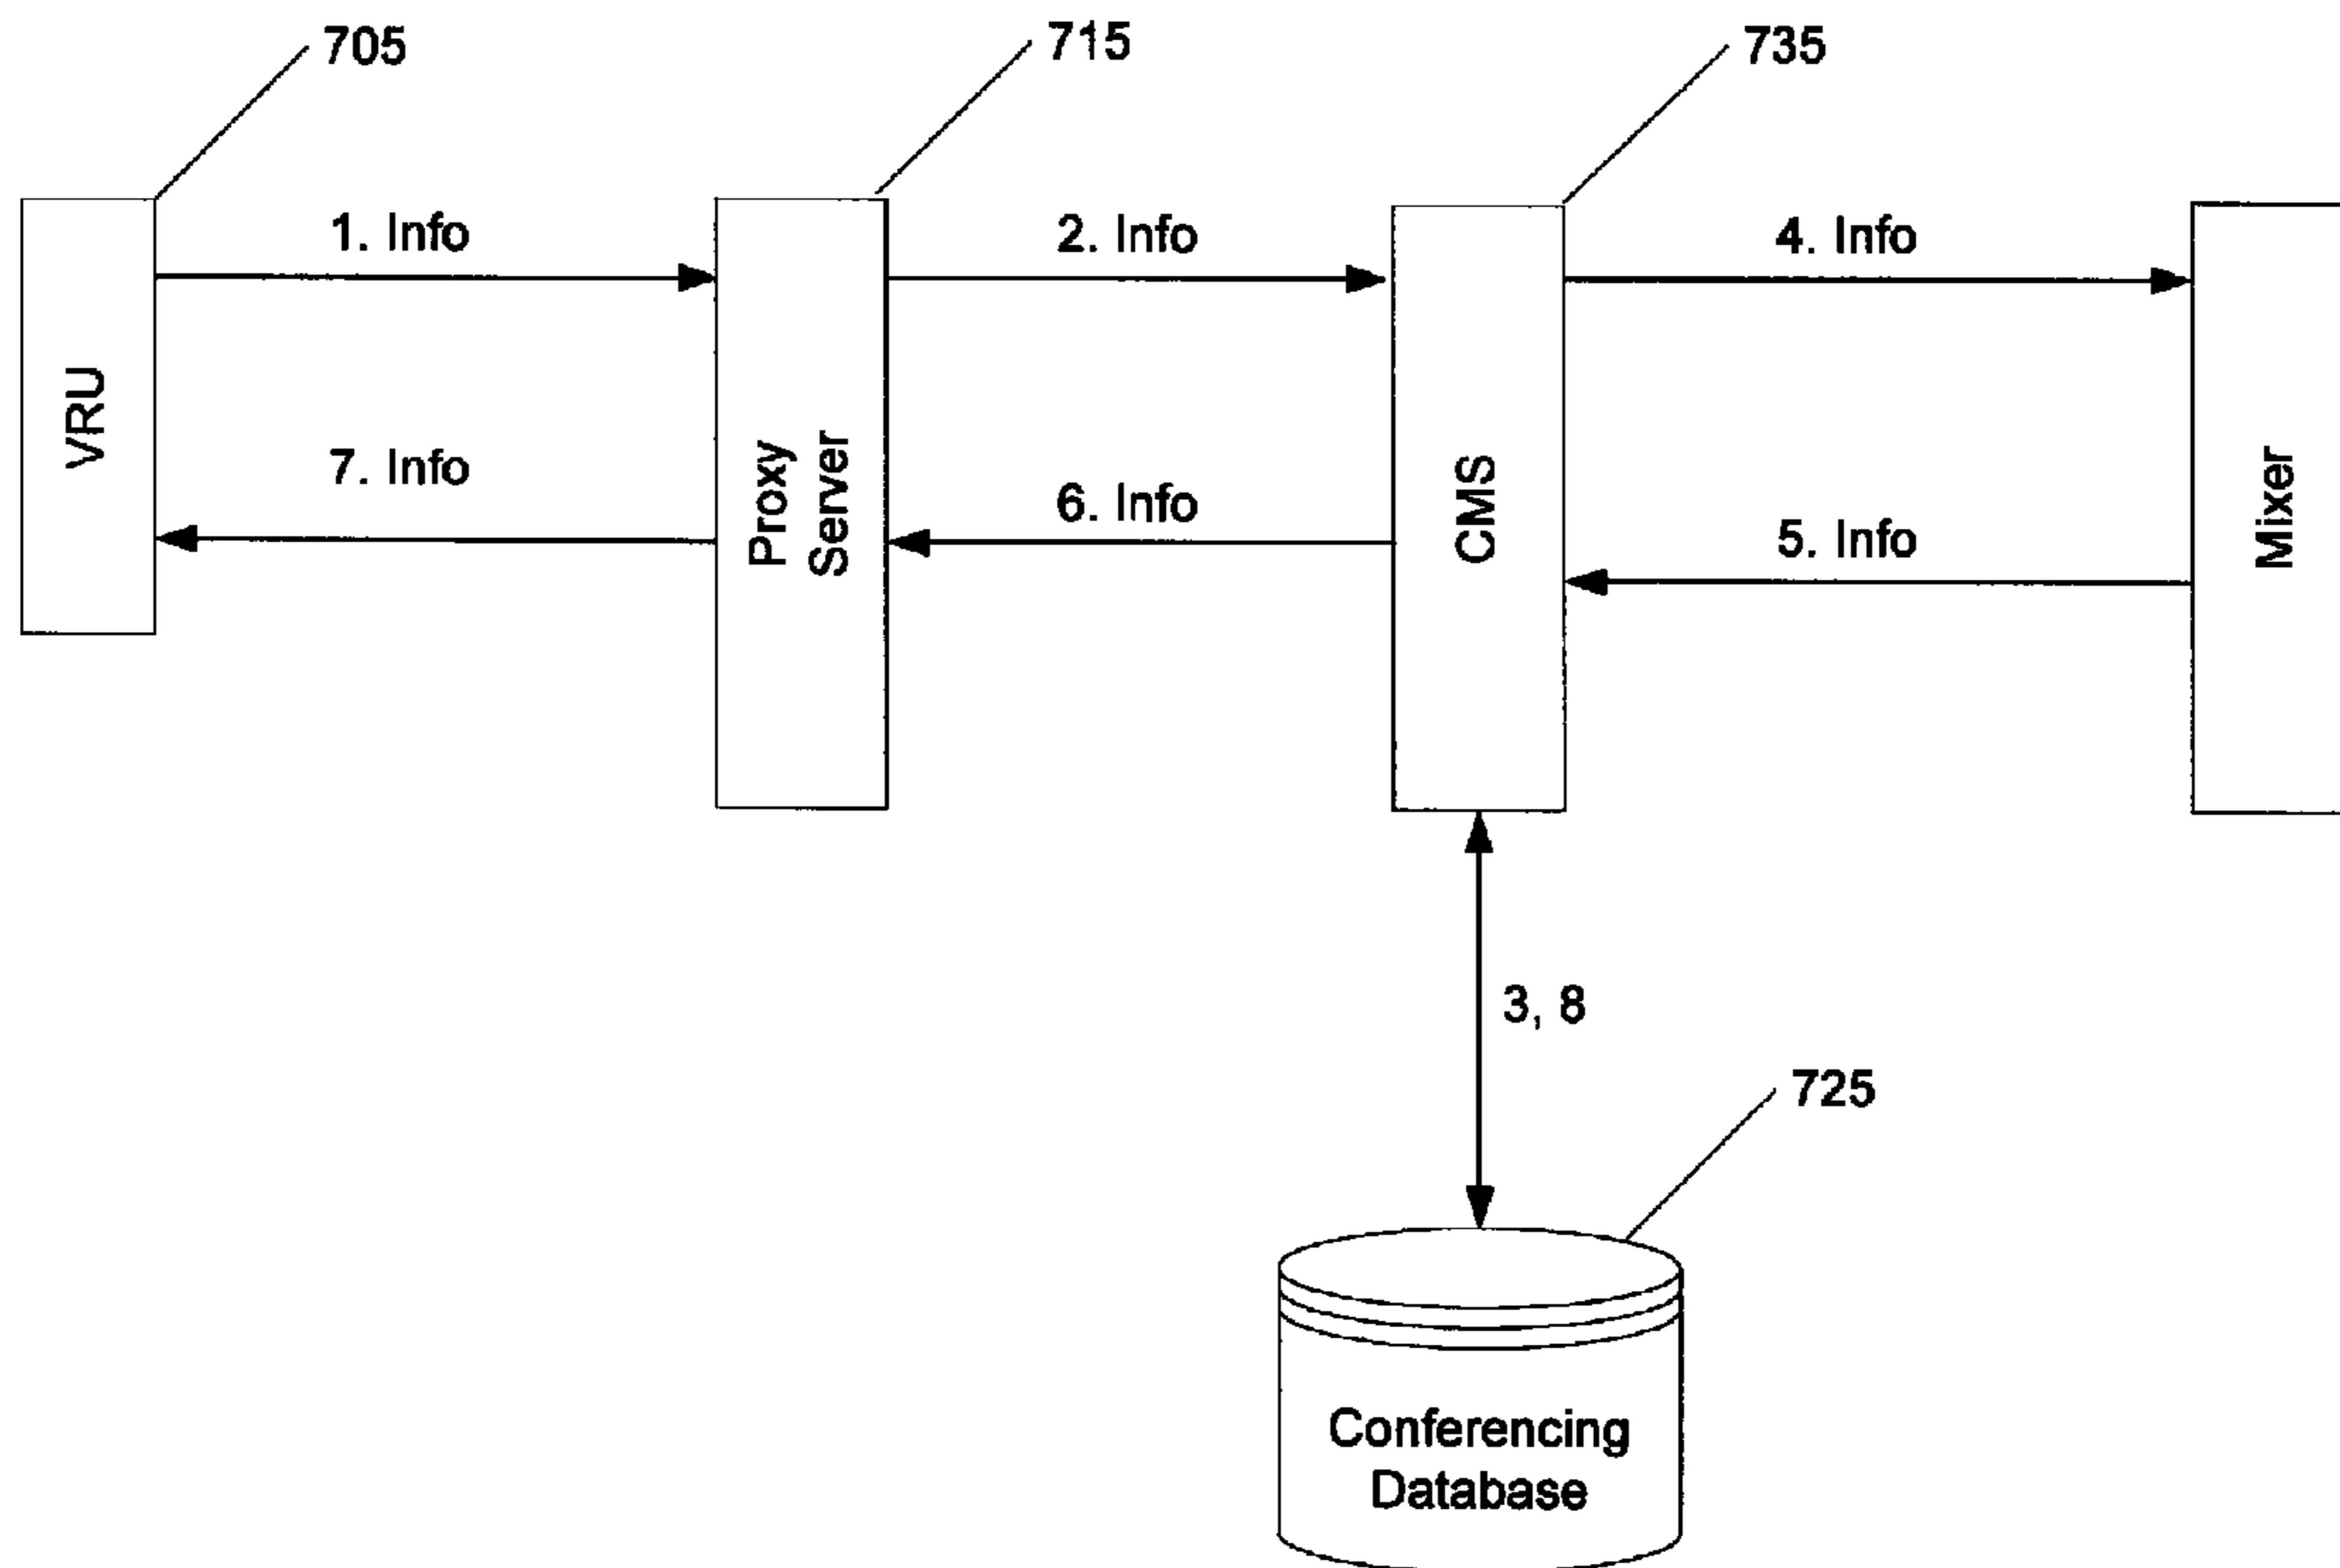 705
715
735
1. Info
2. Info
4. Info
VRU
7. Info
Proxy
Server
6. Info
CMS
5. Info
Mixer
3, 8
725
Conferencing
Database